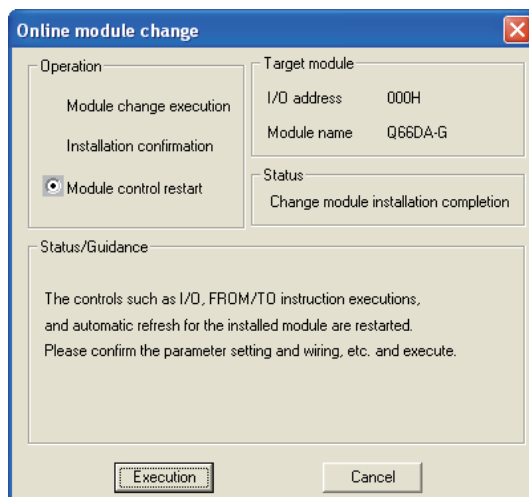 Online module change
Operation
Module change execution
Installation confirmation
Module control restart
Target module
I/O address 000H
Module name Q66DA-G
Status
Change module installation completion
Status/Guidance
The controls such as I/O, FROM/TO instruction executions,
and automatic refresh for the installed module are restarted.
Please confirm the parameter setting and wiring, etc. and execute.
Execution
Cancel